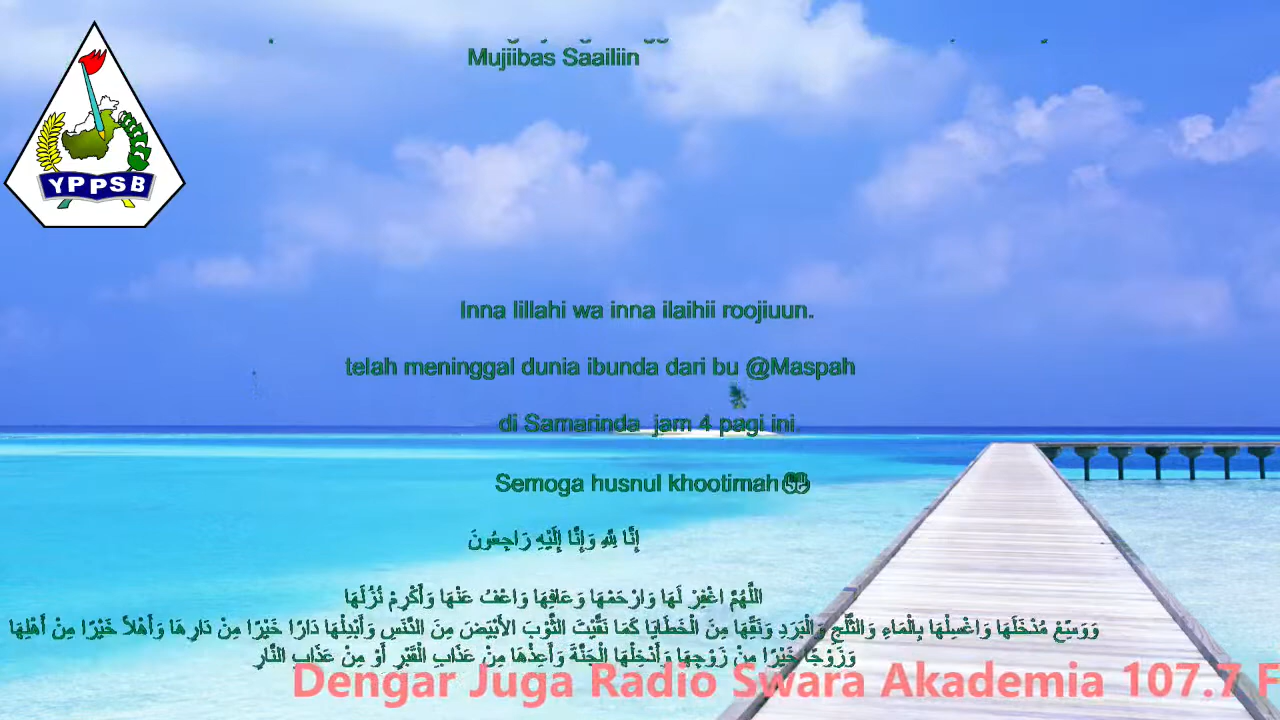 Mujiibas Saailiin
YPPSB
Inna lillahi wa inna ilaihii roojiuun.
telah meninggal dunia ibunda dari bu @Maspah
di Samarinda jam 4 pagi ini
Semoga husnul khootimah
إِنَّا لِلَّهِ وَإِنَّا إِلَيْهِ رَاجِعُونَ
اللَّهُمَّ اغْفِرْ لَهَا وَارْحَمْهَا وَعَافِهَا وَاعْفُ عَنْهَا وَأَكْرِمْ نُزُلَهَا
وَوَسِّعْ مُدْخَلَهَا وَاغْسِلْهَا بِالْمَاءِ وَالثَّلْجِ وَالْبَرَدِ وَنَقِّهَا مِنَ الْخَطَايَا كَمَا نَقَّيْتَ الثَّوْبَ الأَبْيَضَ مِنَ الدَّنَسِ وَأَبْدِلْهَا دَارًا خَيْرًا مِنْ دَارِهَا وَأَهْلاً خَيْرًا مِنْ أَهْلِهَا
وَزَوْجًا خَيْرًا مِنْ زَوْجِهَا وَأَدْخِلْهَا الْجَنَّةَ وَأَعِذْهَا مِنْ عَذَابِ الْقَبْرِ أَوْ مِنْ عَذَابِ النَّارِ
Dengar Juga Radio Swara Akademia 107.7 F